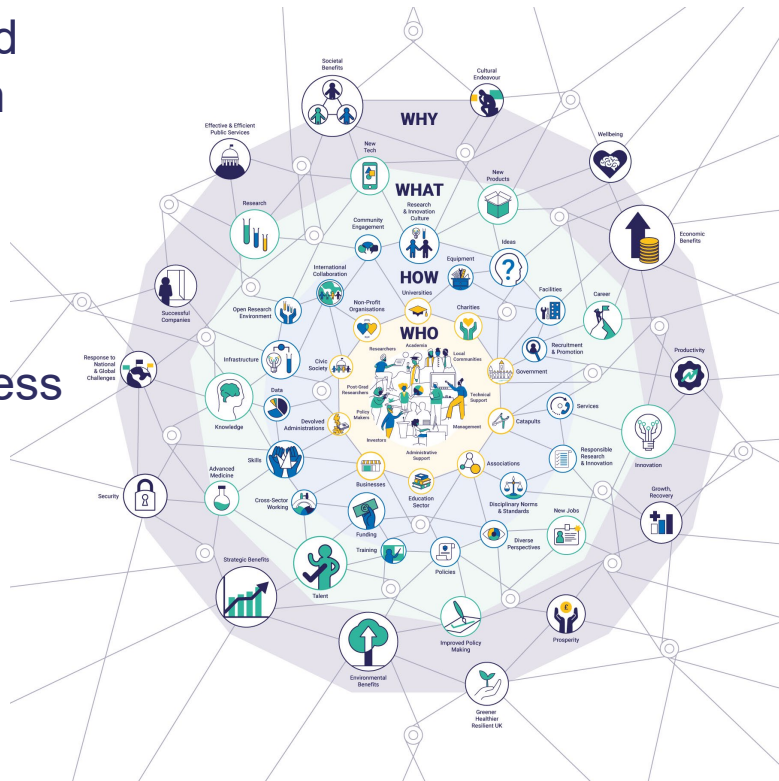 d
n
ess
WHY
Societal
Benefits
Cultural
Endeavour
Effective & Efficient
Public Services
Wellbeing
Economic
Benefits
Successful
Companies
Response to
National
& Global
Challenges
Productivity
Security
Growth,
Recovery
Strategic Benefits
Prosperity
Environmental
Benefits
Greener
Healthier
Resilient UK
WHAT
New
Tech
New
Products
Research
Career
Knowledge
Innovation
Advanced
Medicine
New Jobs
Talent
Improved Policy
Making
HOW
Research
& Innovation
Culture
Community
Engagement
Equipment
Ideas
International
Collaboration
Facilities
Open Research
Environment
Recruitment
& Promotion
Infrastructure
Data
Services
Skills
Responsible
Research
& Innovation
Cross-Sector
Working
Disciplinary Norms
& Standards
Funding
Training
Policies
Diverse
Perspectives
WHO
Universities
Non-Profit
Organisations
Charities
Civic
Society
Government
Devolved
Administrations
Catapults
Businesses
Education
Sector
Associations
Academia
Researchers
Local
Communities
Post-Grad
Researchers
Technical
Support
Policy
Makers
Management
Investors
Administrative
Support